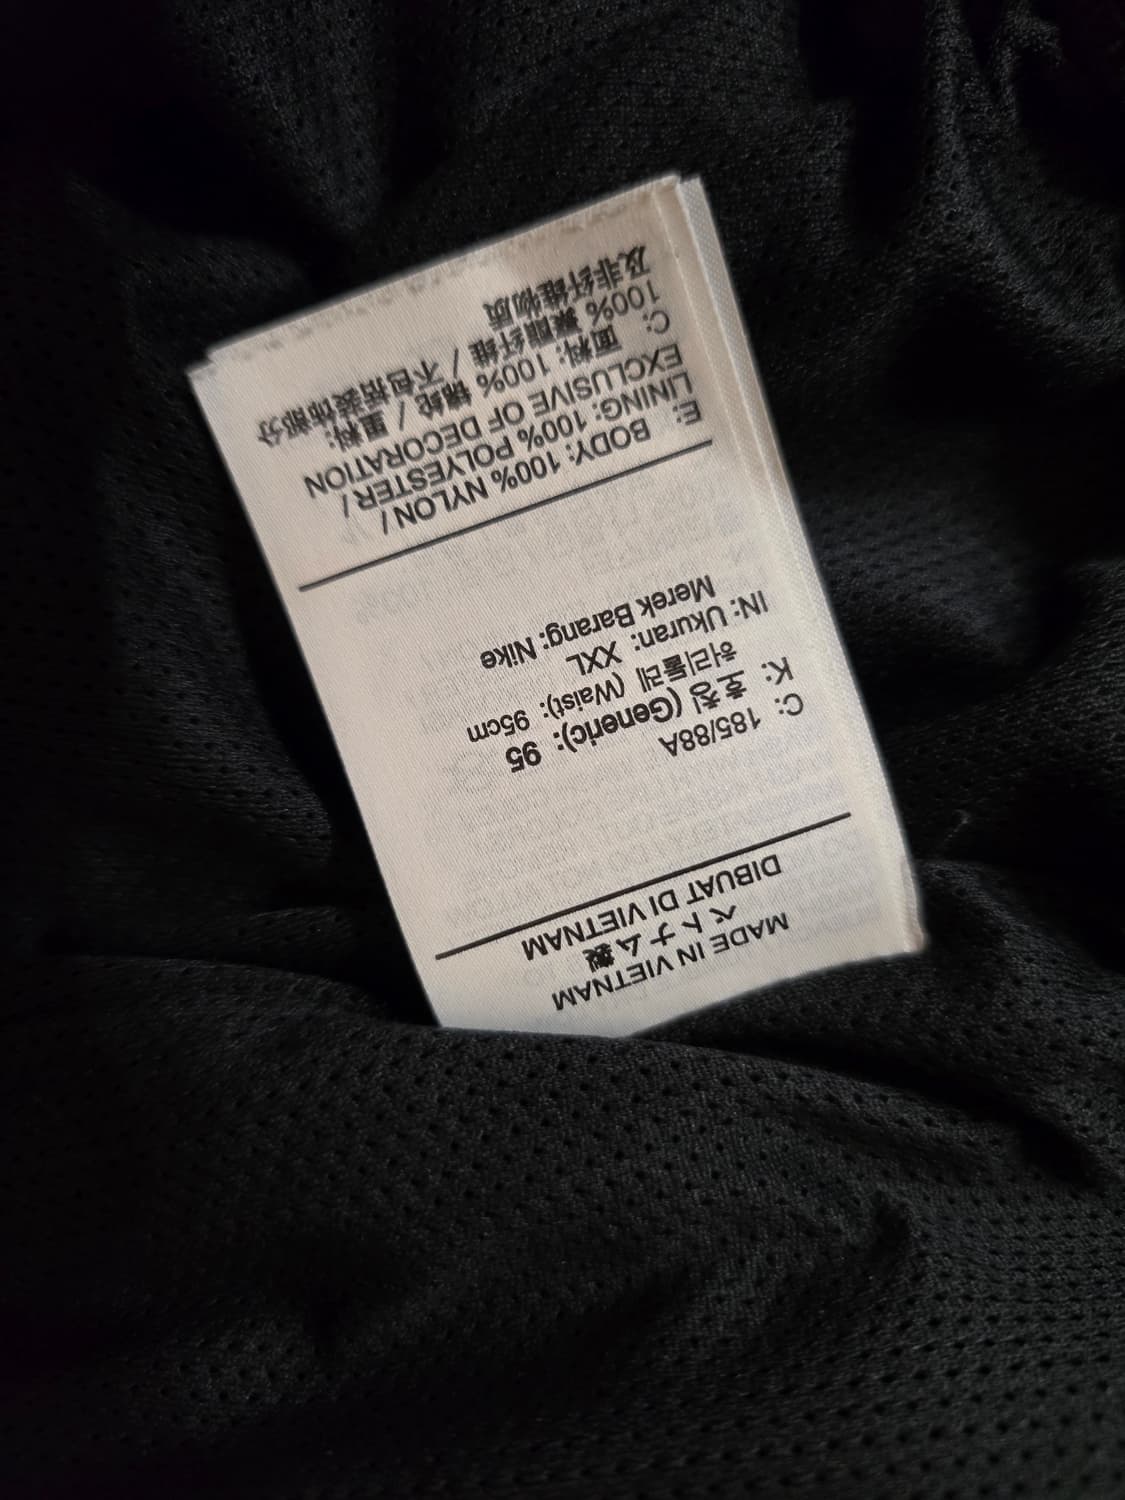 MADE IN VIETNAM
ベトナム製
DIBUAT DI VIETNAM
C: 185/88A
K: 호칭 (Generic): 95
허리둘레 (Waist): 95cm
IN: Ukuran: XXL
Merek Barang: Nike
E: BODY: 100% NYLON /
LINING: 100% POLYESTER /
EXCLUSIVE OF DECORATION
C: 面料: 100% 锦纶 / 里料:
100% 聚酯纤维 / 不包括装饰部分
及非纤维物质